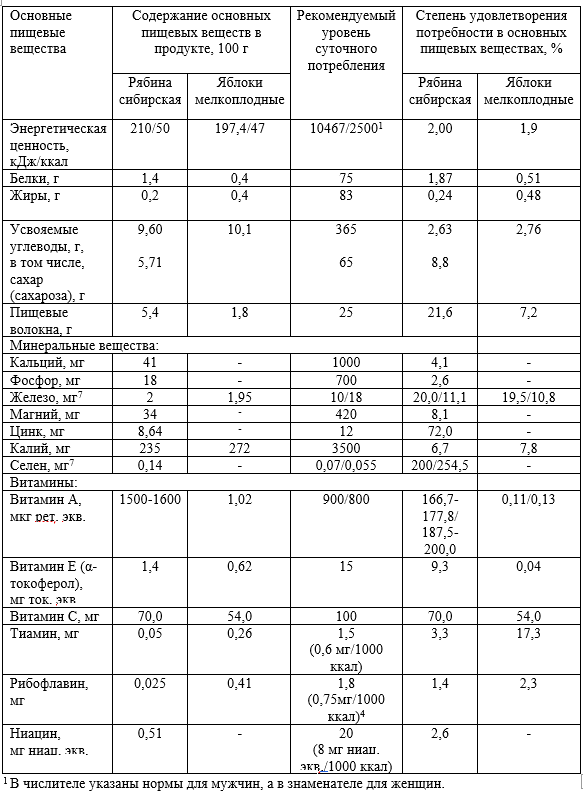 Основные пищевые вещества | Содержание основных пищевых веществ в продукте, 100 г | Рекомендуемый уровень суточного потребления | Степень удовлетворения потребности в основных пищевых веществах, %
Рябина сибирская | Яблоки мелкоплодные | Рябина сибирская | Яблоки мелкоплодные
Энергетическая ценность, кДж/ккал | 210/50 | 197,4/47 | 10467/2500¹ | 2,00 | 1,9
Белки, г | 1,4 | 0,4 | 75 | 1,87 | 0,51
Жиры, г | 0,2 | 0,4 | 83 | 0,24 | 0,48
Усвояемые углеводы, г, | 9,60 | 10,1 | 365 | 2,63 | 2,76
в том числе, сахар (сахароза), г | 5,71 | 65 | 8,8
Пищевые волокна, г | 5,4 | 1,8 | 25 | 21,6 | 7,2
Минеральные вещества:
Кальций, мг | 41 | - | 1000 | 4,1 | -
Фосфор, мг | 18 | - | 700 | 2,6 | -
Железо, мг⁷ | 2 | 1,95 | 10/18 | 20,0/11,1 | 19,5/10,8
Магний, мг | 34 | - | 420 | 8,1 | -
Цинк, мг | 8,64 | 12 | 72,0 | -
Калий, мг | 235 | 272 | 3500 | 6,7 | 7,8
Селен, мг⁷ | 0,14 | - | 0,07/0,055 | 200/254,5 | -
Витамины:
Витамин А, мкг рет. экв. | 1500-1600 | 1,02 | 900/800 | 166,7-177,8/187,5-200,0 | 0,11/0,13
Витамин Е (α-токоферол), мг ток. экв | 1,4 | 0,62 | 15 | 9,3 | 0,04
Витамин С, мг | 70,0 | 54,0 | 100 | 70,0 | 54,0
Тиамин, мг | 0,05 | 0,26 | 1,5 (0,6 мг/1000 ккал) | 3,3 | 17,3
Рибофлавин, мг | 0,025 | 0,41 | 1,8 (0,75мг/1000 ккал)⁴ | 1,4 | 2,3
Ниацин, мг ниац. экв. | 0,51 | - | 20 (8 мг ниац. экв./1000 ккал) | 2,6 | -
¹ В числителе указаны нормы для мужчин, а в знаменателе для женщин.